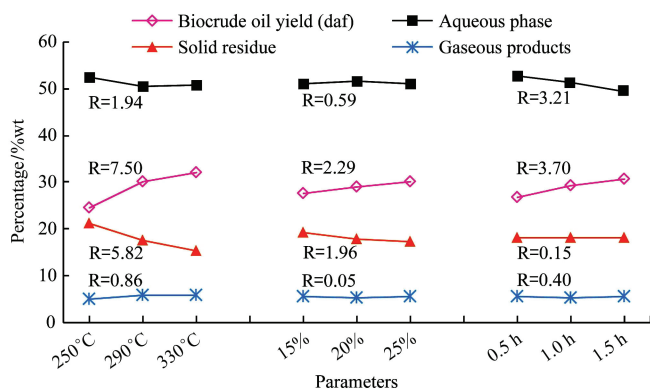 Biocrude oil yield (daf) Aqueous phase
Solid residue Gaseous products
Percentage/%wt
60
50
40
30
20
10
0
R=1.94 R=0.59 R=3.21
R=7.50 R=2.29 R=3.70
R=5.82 R=1.96 R=0.15
R=0.86 R=0.05 R=0.40
250°C 290°C 330°C 15% 20% 25% 0.5 h 1.0 h 1.5 h
Parameters